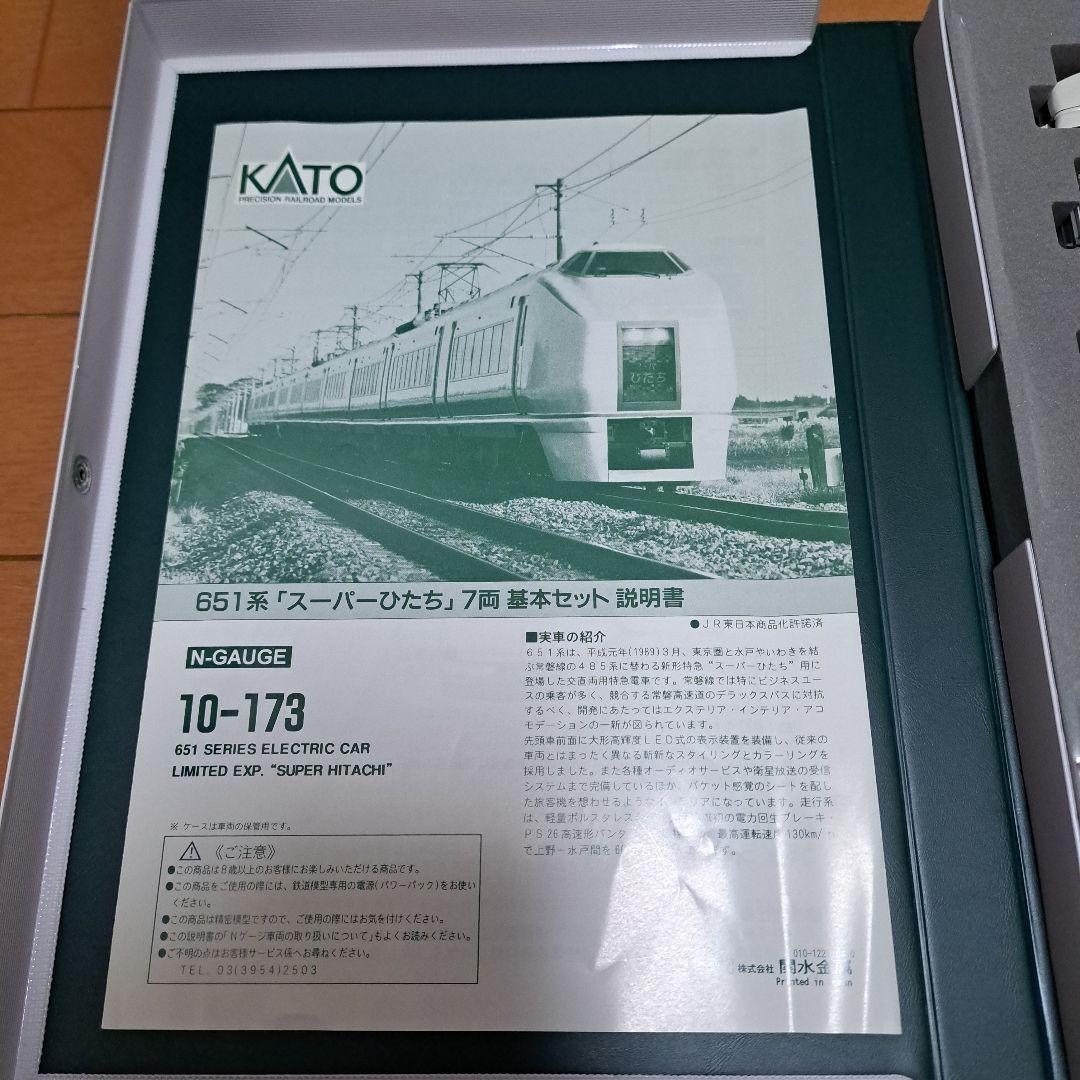 KATO
PRECISION RAILROAD MODELS
ひたち
651系「スーパーひたち」7両 基本セット 説明書
●JR東日本商品化許諾済
N-GAUGE
10-173
651 SERIES ELECTRIC CAR
LIMITED EXP. “SUPER HITACHI”
※ ケースは車両の保管用です。
⚠《ご注意》
●この商品は8歳以上のお客様にお楽しみいただける商品です。
●この商品をご使用の際には、鉄道模型専用の電源(パワーパック)をお使い
ください。
●この商品は精密模型ですので、ご使用の際にはお気を付けください。
●この説明書の「Nゲージ車両の取り扱いについて」もよくお読みください。
●ご不明の点はお客様サービス係へお尋ねください。
TEL. 03(3954)2503
■実車の紹介
651系は、平成元年(1989)3月、東京圏と水戸やいわきを結
ぶ常磐線の485系に替わる新形特急“スーパーひたち”用に
登場した交直両用特急電車です。常磐線では特にビジネスユー
スの乗客が多く、競合する常磐高速道のデラックスバスに対抗
するべく、開発にあたってはエクステリア・インテリア・アコ
モデーションの一新が図られています。
先頭車前面に大形高輝度LED式の表示装置を装備し、従来の
車両とはまったく異なる斬新なスタイリングとカラーリングを
採用しました。また各種オーディオサービスや衛星放送の受信
システムまで完備しているほか、バケット感覚のシートを配し
た旅客機を想わせるような リアになっています。走行系
は、軽量ボルスタレス 初の電力回生ブレーキ・
PS26高速形パンタ 最高運転速度130km/h
で上野−水戸間を ます。
010-122
株式会社 関水金属
Printed in